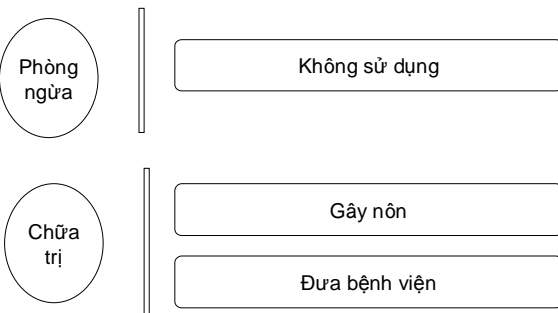 Phòng
ngừa
Không sử dụng
Chữa
trị
Gây nôn
Đưa bệnh viện